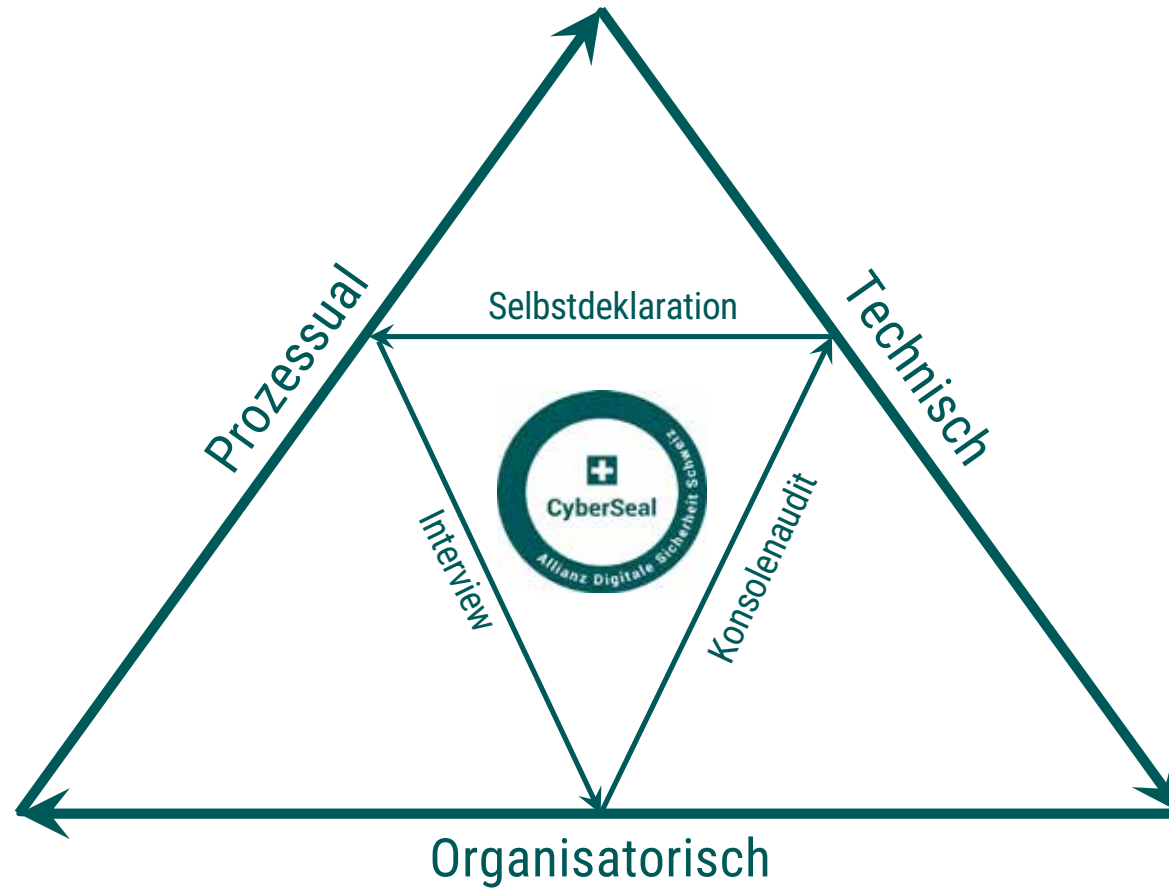 Prozessual
Technisch
Selbstdeklaration
Interview
Konsolenaudit
CyberSeal
Allianz Digitale Sicherheit Schweiz
Organisatorisch